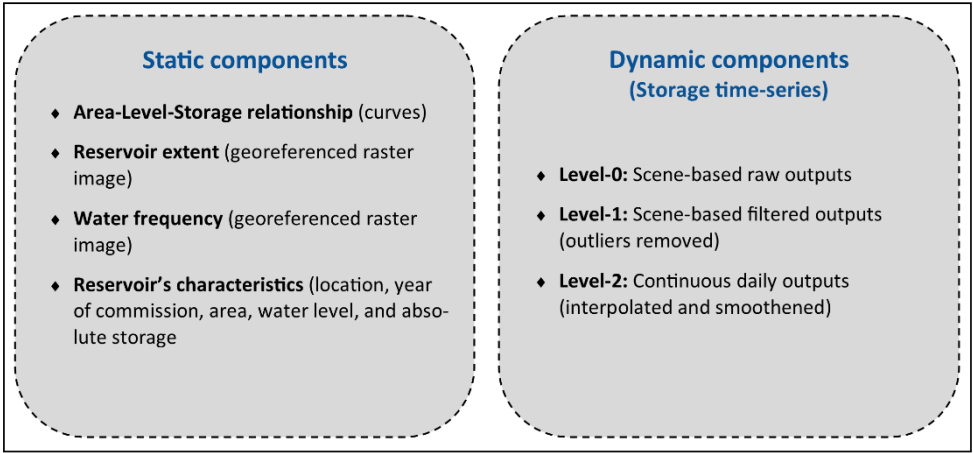 Static components
♦ Area-Level-Storage relationship (curves)
♦ Reservoir extent (georeferenced raster
image)
♦ Water frequency (georeferenced raster
image)
♦ Reservoir’s characteristics (location, year
of commission, area, water level, and abso-
lute storage
Dynamic components
(Storage time-series)
♦ Level-0: Scene-based raw outputs
♦ Level-1: Scene-based filtered outputs
(outliers removed)
♦ Level-2: Continuous daily outputs
(interpolated and smoothened)